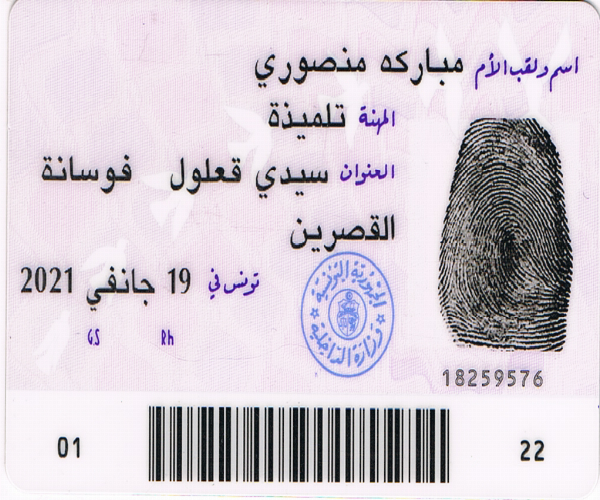 اسم ولقب الأم مباركه منصوري
المهنة تلميذة
العنوان سيدي قعلول فوسانة
القصرين
تونس في 19 جانفي 2021
الجمهورية التونسية
وزارة الداخلية
GS Rh
18259576
01 22